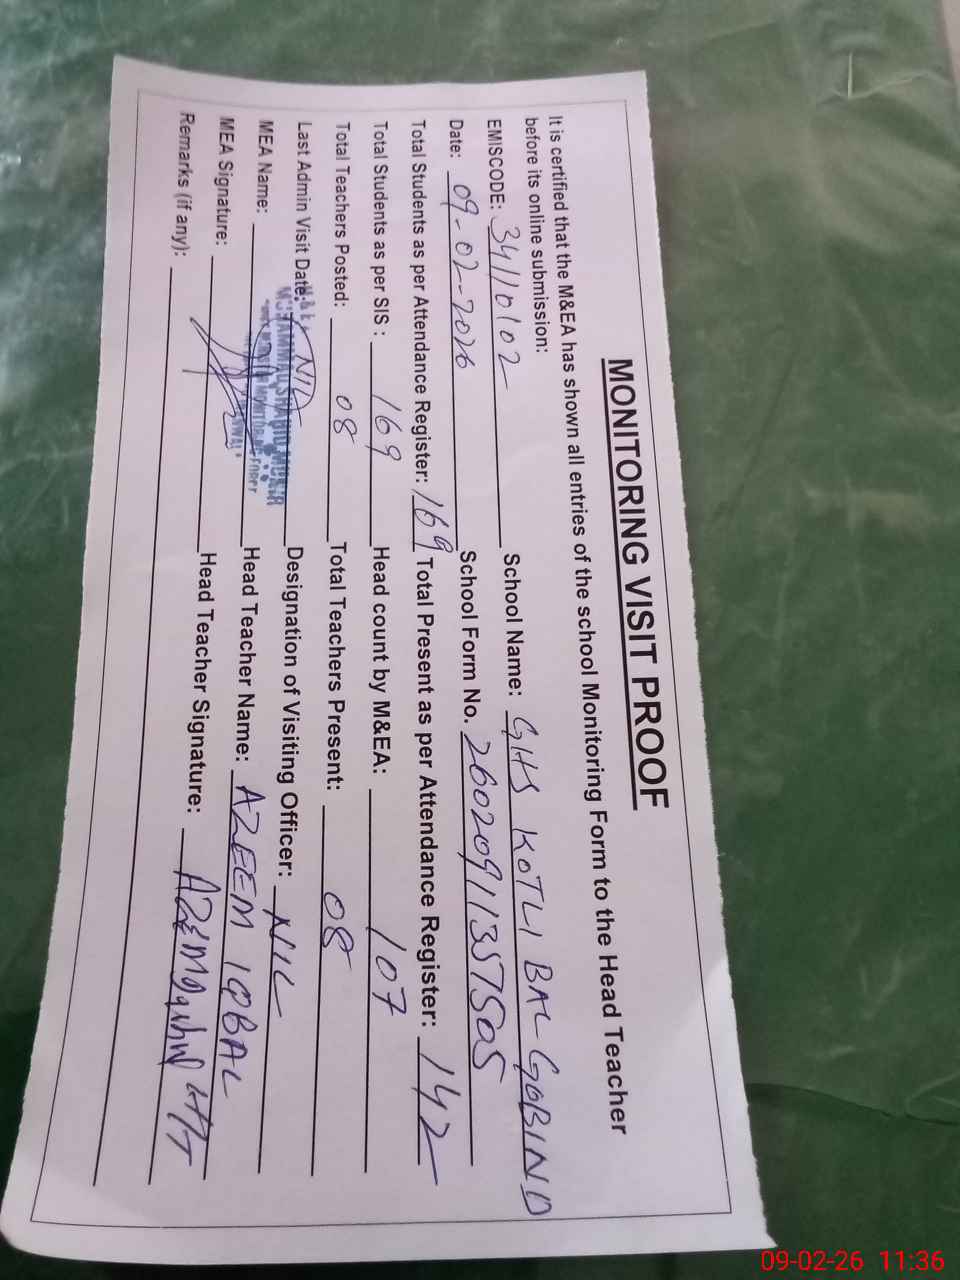 MONITORING VISIT PROOF
It is certified that the M&EA has shown all entries of the school Monitoring Form to the Head Teacher
before its online submission:
EMISCODE: 34110102 School Name: GHS KOTLI BAL GOBIND
Date: 09-02-2026 School Form No. 26020911357505
Total Students as per Attendance Register: 169 Total Present as per Attendance Register: 142
Total Students as per SIS : 169 Head count by M&EA: 107
Total Teachers Posted: 08 Total Teachers Present: 08
Last Admin Visit Date: NIL Designation of Visiting Officer: NIL
MEA Name: Head Teacher Name: AZEEM IQBAL
MEA Signature: Head Teacher Signature:
Remarks (if any):
09-02-26 11:36